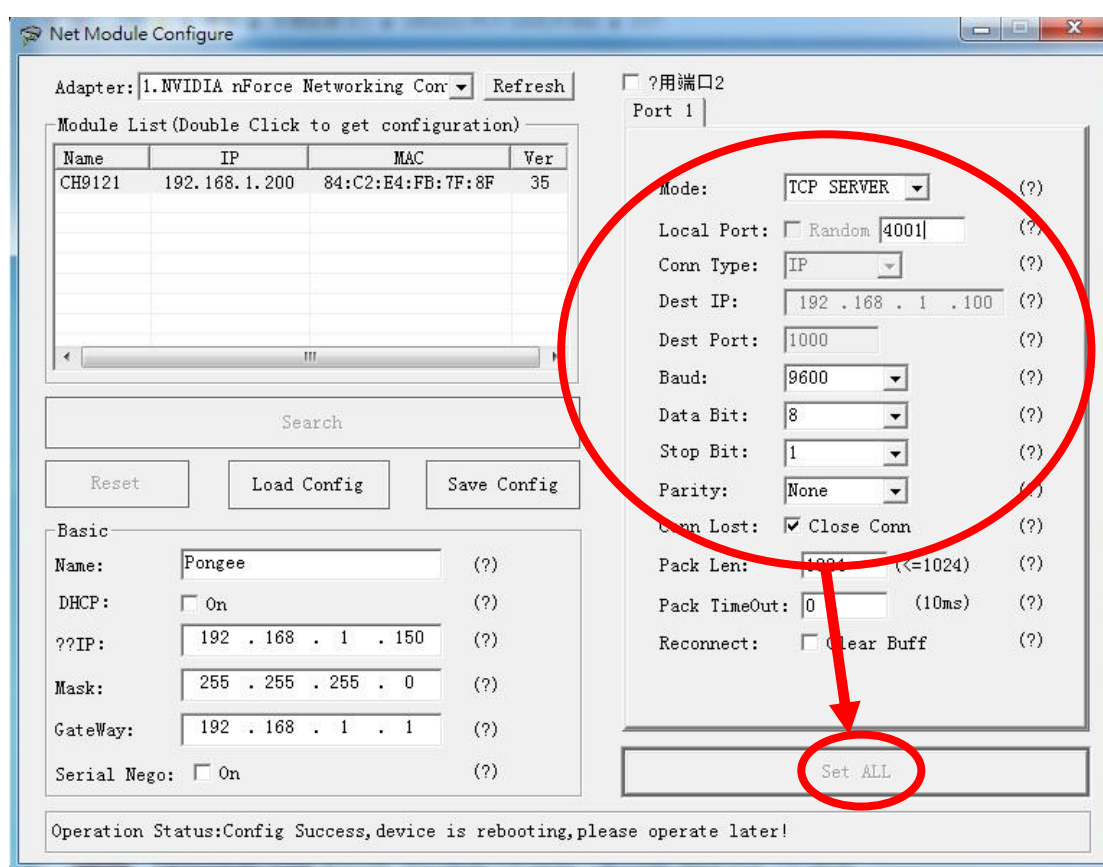 Net Module Configure
Adapter: 1.NVIDIA nForce Networking Con Refresh
Module List(Double Click to get configuration)
Name IP MAC Ver
CH9121 192.168.1.200 84:C2:E4:FB:7F:8F 35
Search
Reset Load Config Save Config
Basic
Name: Pongee (?)
DHCP: On (?)
??IP: 192 . 168 . 1 . 150 (?)
Mask: 255 . 255 . 255 . 0 (?)
GateWay: 192 . 168 . 1 . 1 (?)
Serial Nego: On (?)
?用端口2
Port 1
Mode: TCP SERVER (?)
Local Port: Random 4001 (?)
Conn Type: IP (?)
Dest IP: 192 . 168 . 1 . 100 (?)
Dest Port: 1000 (?)
Baud: 9600 (?)
Data Bit: 8 (?)
Stop Bit: 1 (?)
Parity: None (?)
Conn Lost: Close Conn (?)
Pack Len: (<=1024) (?)
Pack TimeOut: 0 (10ms) (?)
Reconnect: Clear Buff (?)
Set ALL
Operation Status:Config Success,device is rebooting,please operate later!